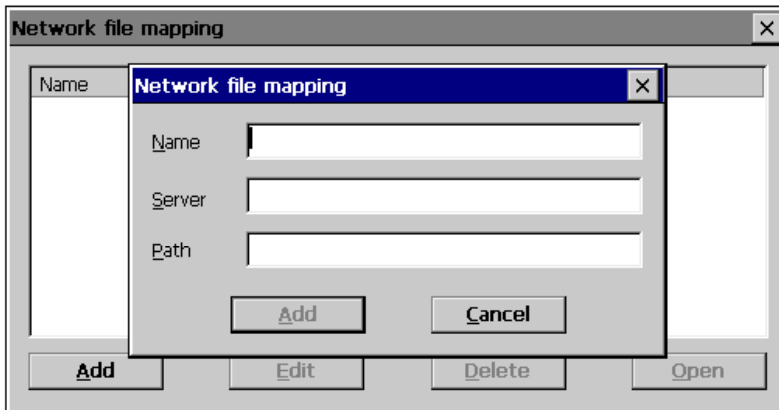 Network file mapping
Name
Network file mapping
Name
Server
Path
Add Cancel
Add Edit Delete Open